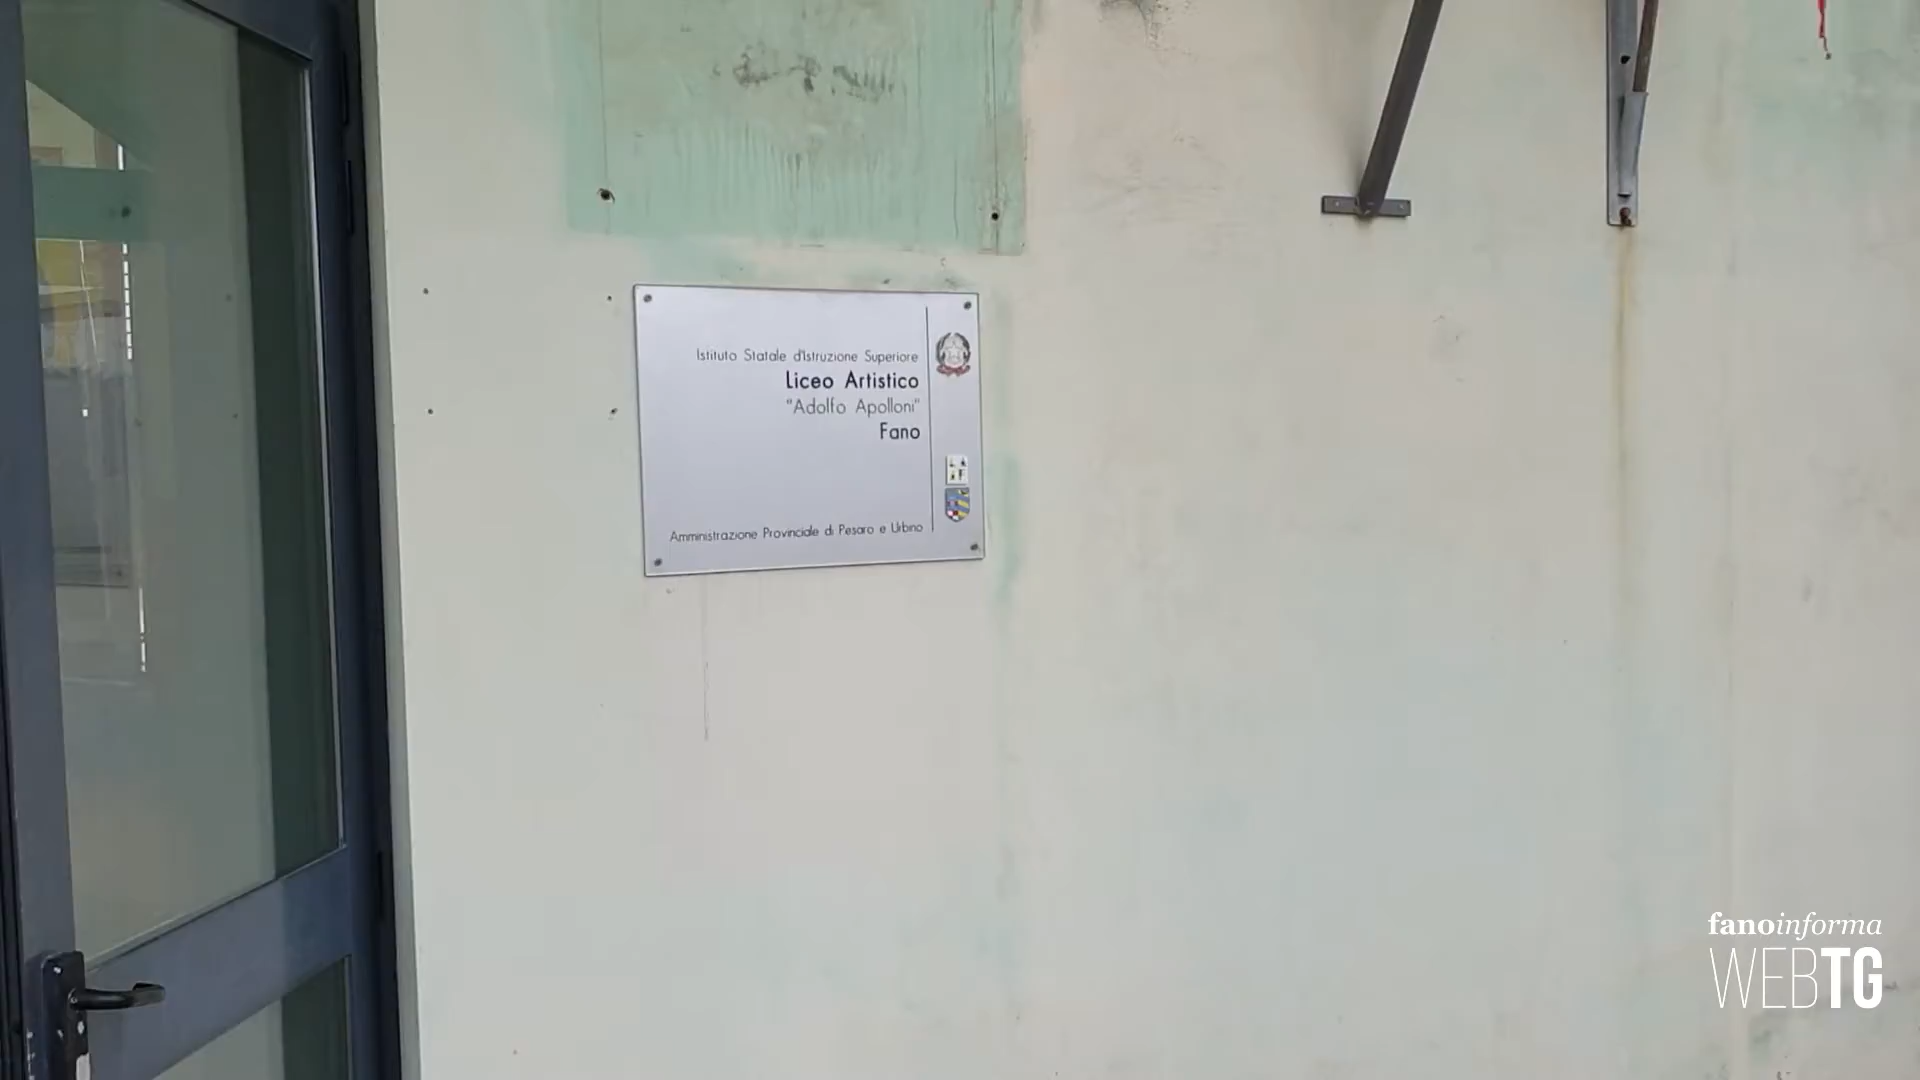 Istituto Statale d'Istruzione Superiore
Liceo Artistico
"Adolfo Apolloni"
Fano
Amministrazione Provinciale di Pesaro e Urbino
fanoinforma
WEBTG